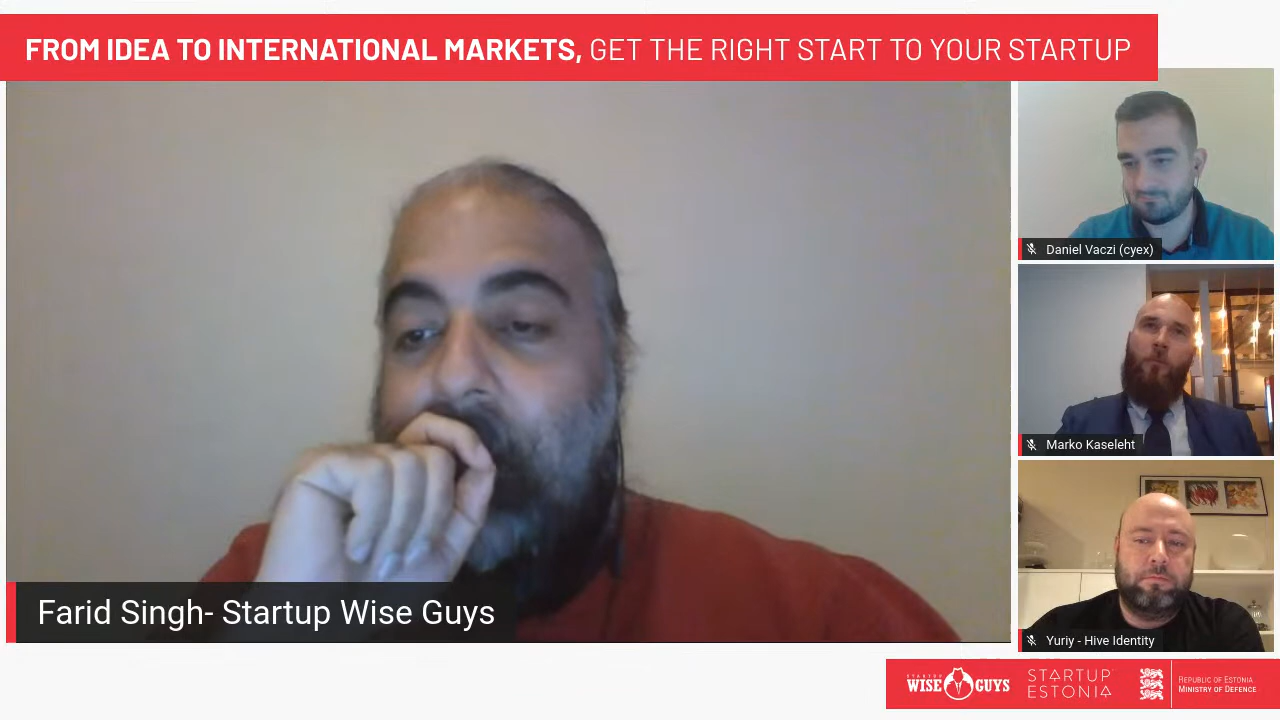 FROM IDEA TO INTERNATIONAL MARKETS, GET THE RIGHT START TO YOUR STARTUP
Daniel Vaczi (cyex)
Marko Kaseleht
Farid Singh- Startup Wise Guys
Yuriy - Hive Identity
STARTUP
WISE GUYS
STARTUP
ESTONIA
REPUBLIC OF ESTONIA
MINISTRY OF DEFENCE